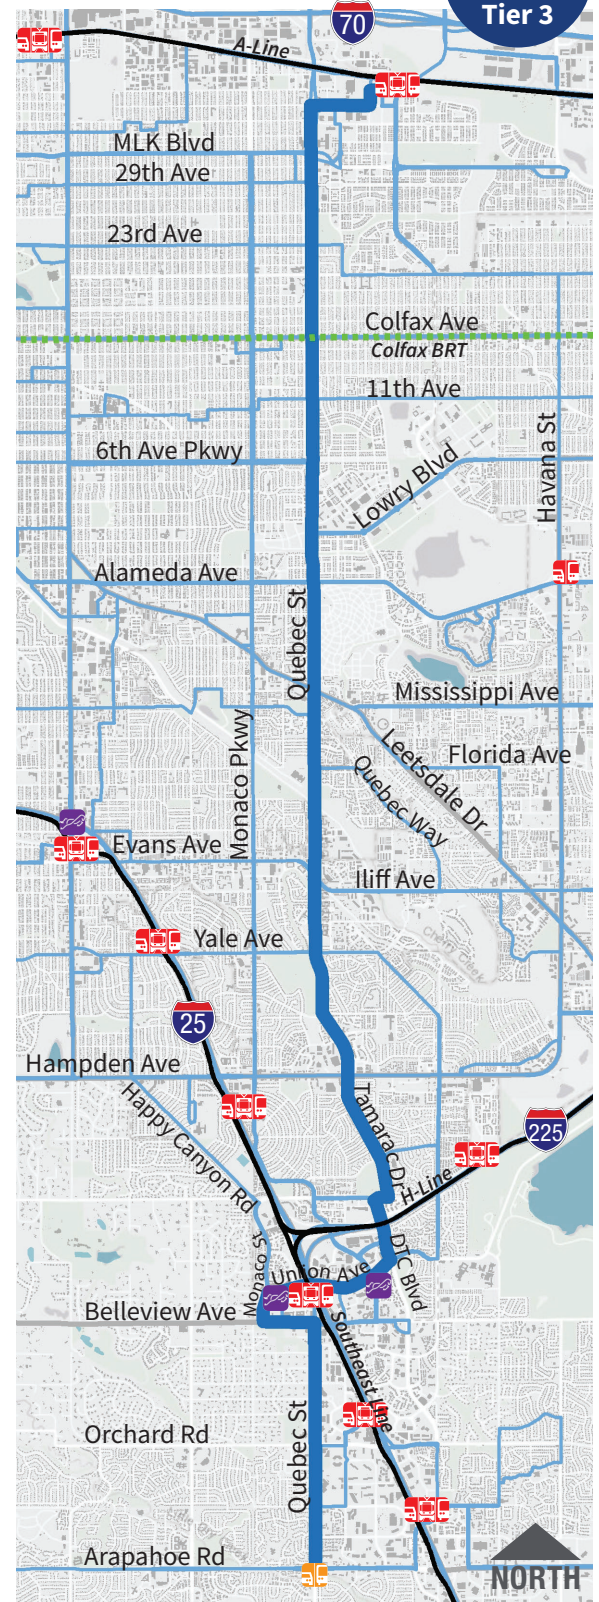 Tier 3
70
A-Line
MLK Blvd
29th Ave
23rd Ave
Colfax Ave
Colfax BRT
11th Ave
Havana St
6th Ave Pkwy
Lowry Blvd
Alameda Ave
Quebec St
Mississippi Ave
Monaco Pkwy
Leetsdale Dr
Florida Ave
Quebec Way
Evans Ave
Iliff Ave
Yale Ave
25
Hampden Ave
Happy Canyon Rd
Tamarac Dr
225
H-Line
Monaco St
Union Ave
DTC Blvd
Belleview Ave
Southeast Line
Orchard Rd
Quebec St
Arapahoe Rd
NORTH